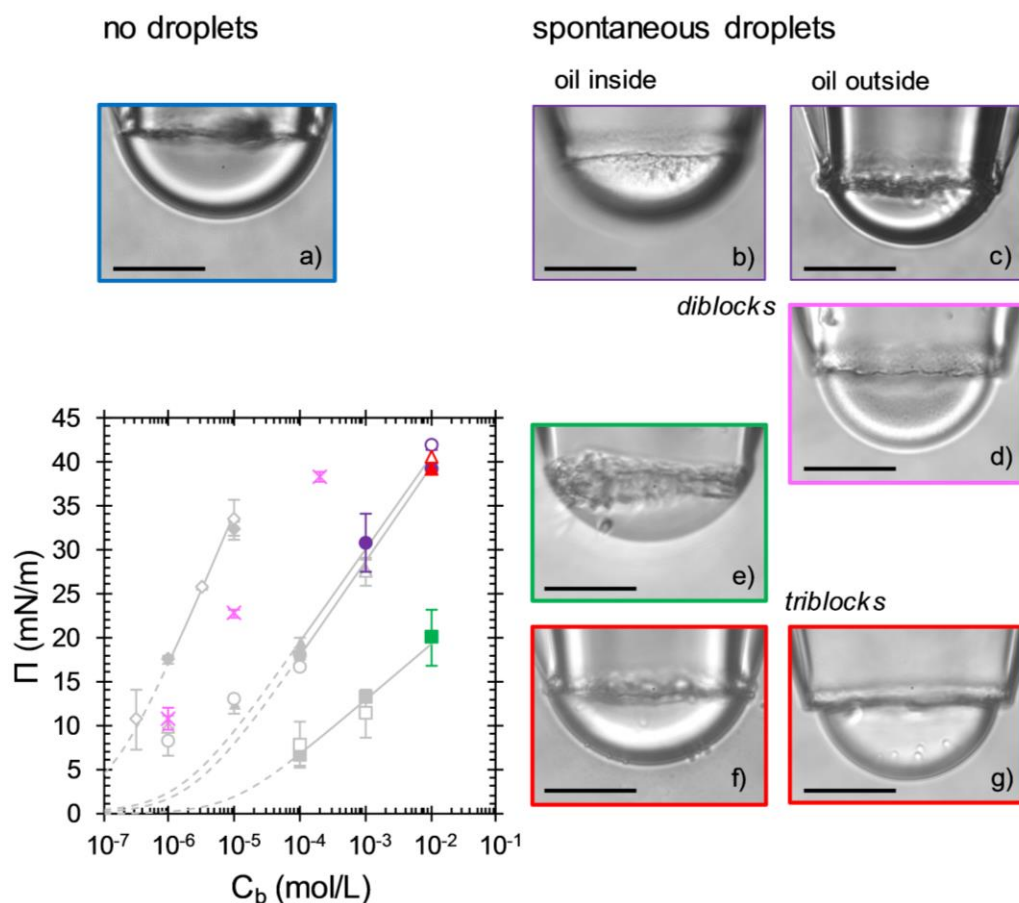 no droplets
spontaneous droplets
oil inside
oil outside
a)
b)
c)
diblocks
d)
e)
triblocks
f)
g)
45
40
35
30
25
20
15
10
5
0
Π (mN/m)
10⁻⁷ 10⁻⁶ 10⁻⁵ 10⁻⁴ 10⁻³ 10⁻² 10⁻¹
C_b (mol/L)